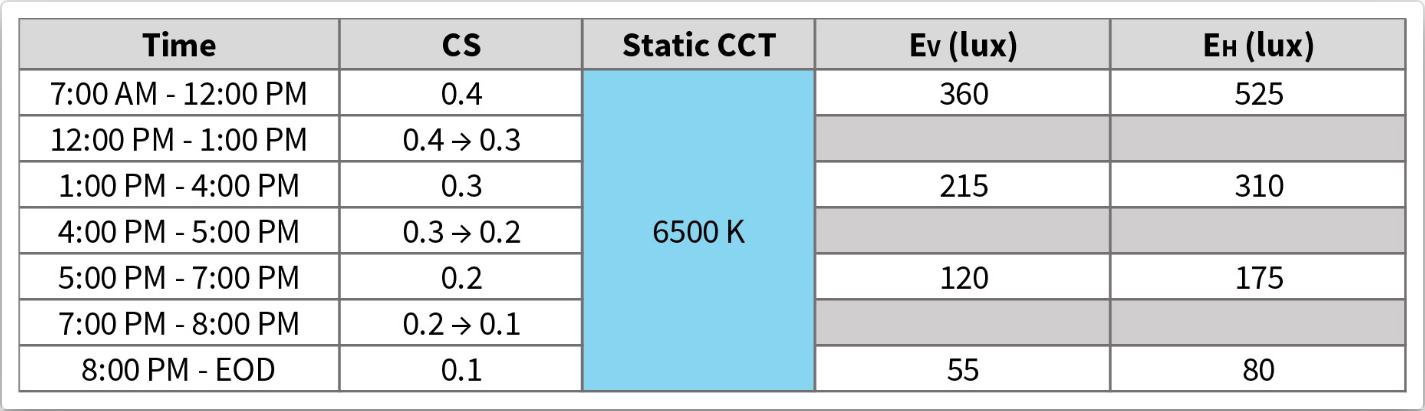 Time CS Static CCT EV (lux) EH (lux)
7:00 AM - 12:00 PM 0.4 360 525
12:00 PM - 1:00 PM 0.4 → 0.3
1:00 PM - 4:00 PM 0.3 215 310
4:00 PM - 5:00 PM 0.3 → 0.2 6500 K
5:00 PM - 7:00 PM 0.2 120 175
7:00 PM - 8:00 PM 0.2 → 0.1
8:00 PM - EOD 0.1 55 80